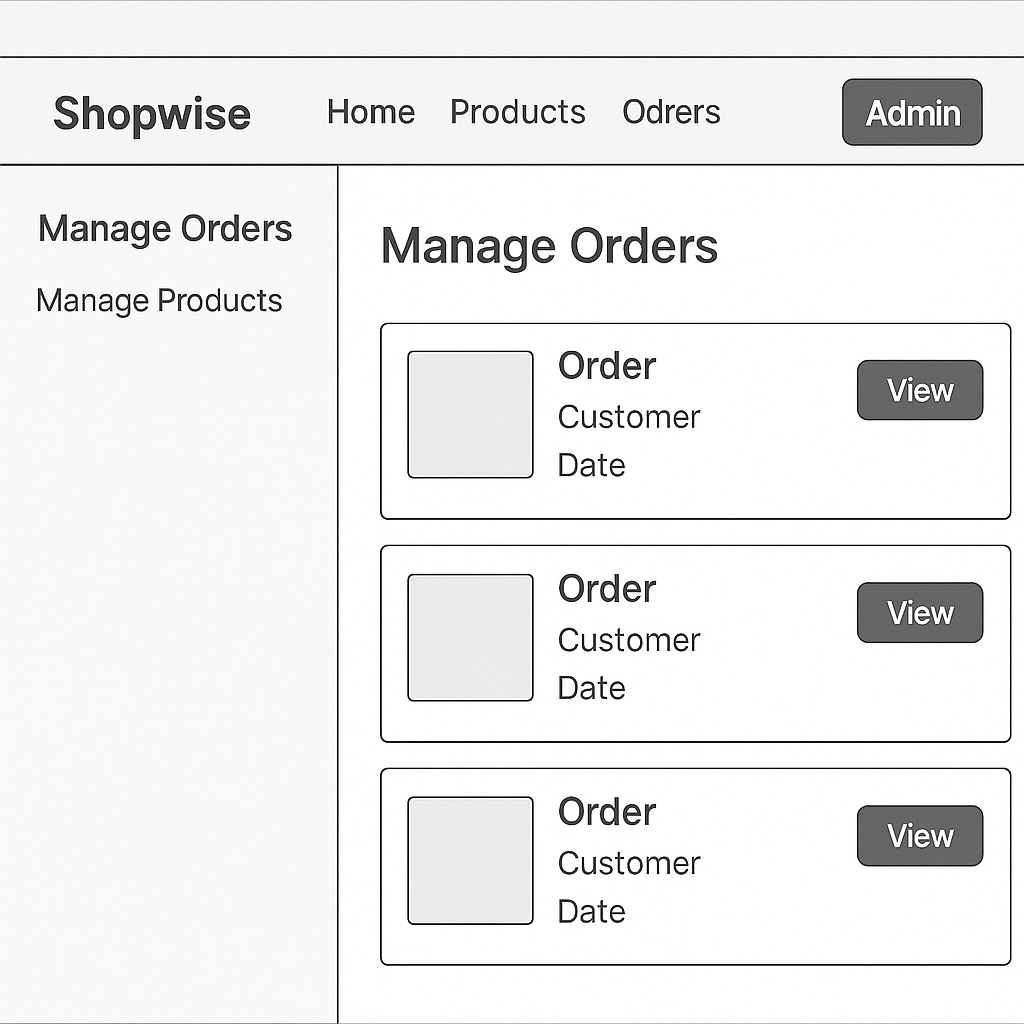 Shopwise Home Products Odrers Admin
Manage Orders
Manage Products
Manage Orders
Order
Customer
Date
View
Order
Customer
Date
View
Order
Customer
Date
View